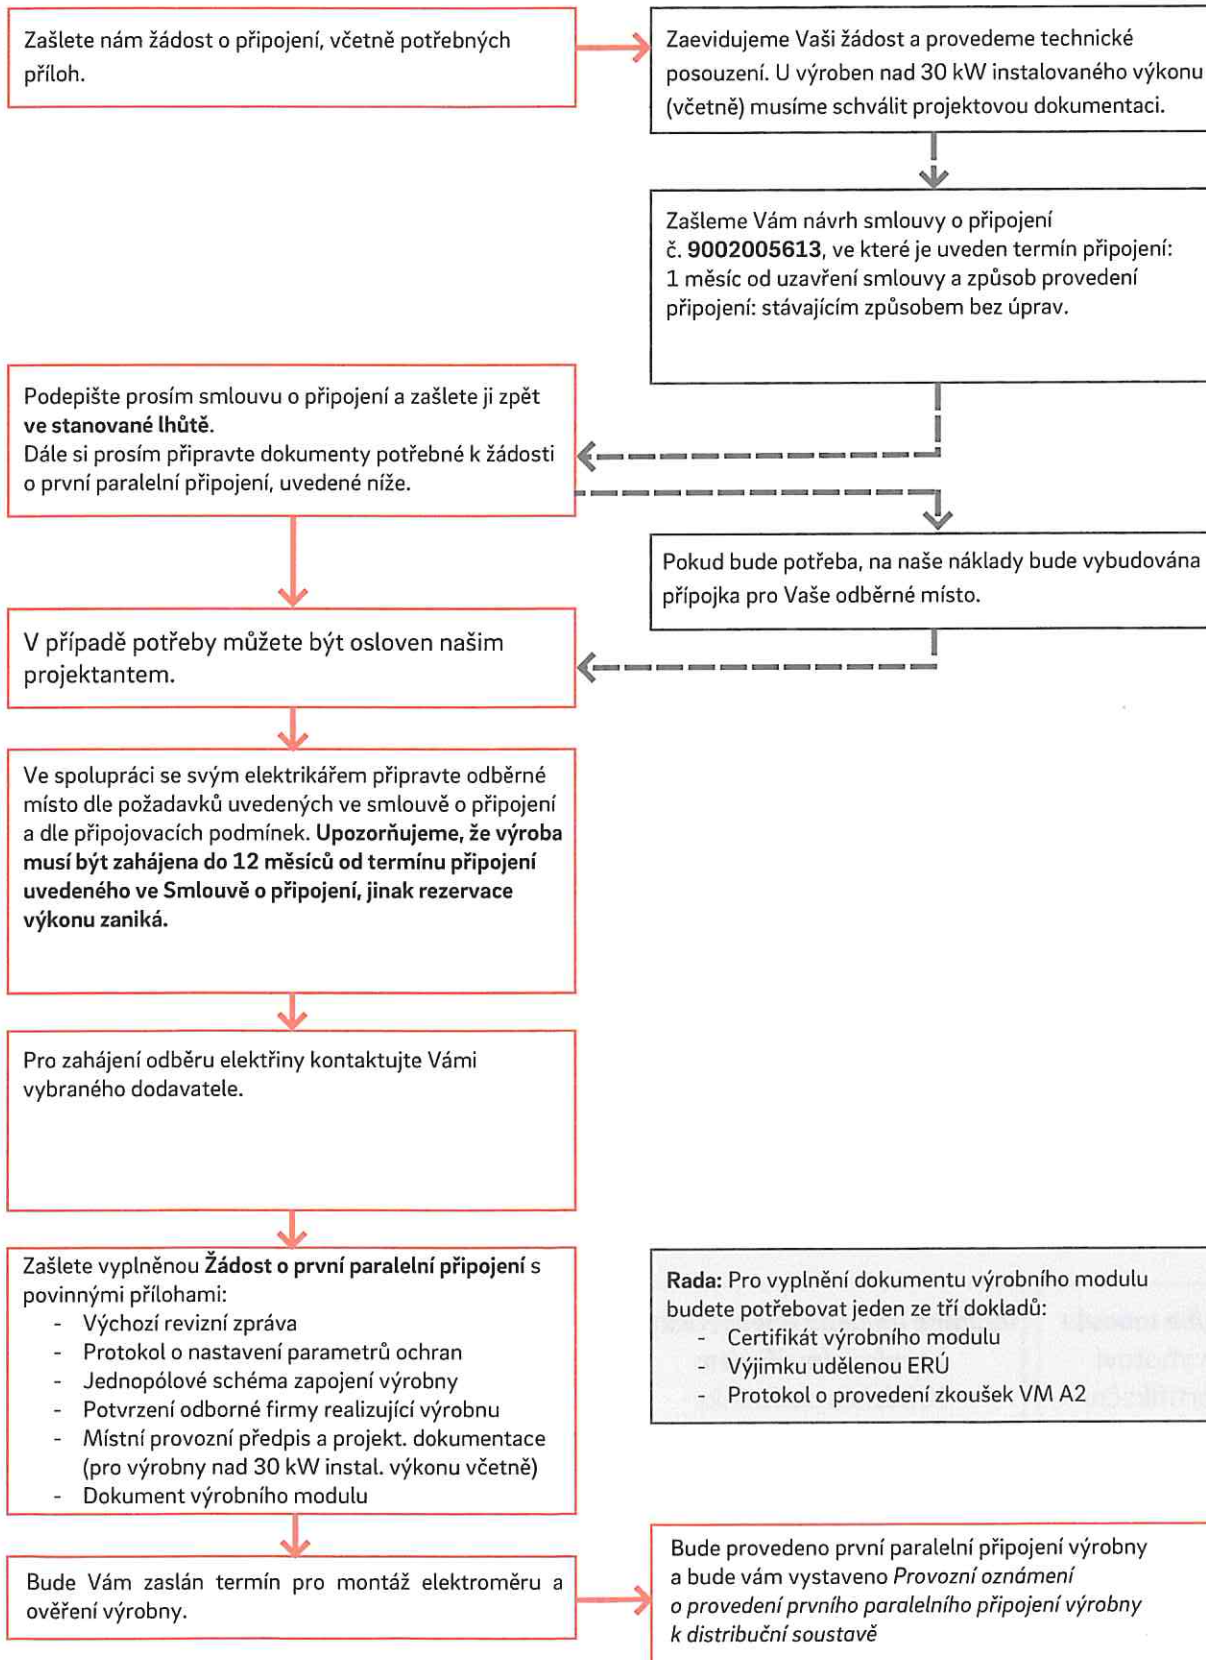 Zašlete nám žádost o připojení, včetně potřebných
příloh.
Zaevidujeme Vaši žádost a provedeme technické
posouzení. U výroben nad 30 kW instalovaného výkonu
(včetně) musíme schválit projektovou dokumentaci.
Zašleme Vám návrh smlouvy o připojení
č. 9002005613, ve které je uveden termín připojení:
1 měsíc od uzavření smlouvy a způsob provedení
připojení: stávajícím způsobem bez úprav.
Podepište prosím smlouvu o připojení a zašlete ji zpět
ve stanované lhůtě.
Dále si prosím připravte dokumenty potřebné k žádosti
o první paralelní připojení, uvedené níže.
Pokud bude potřeba, na naše náklady bude vybudována
přípojka pro Vaše odběrné místo.
V případě potřeby můžete být osloven našim
projektantem.
Ve spolupráci se svým elektrikářem připravte odběrné
místo dle požadavků uvedených ve smlouvě o připojení
a dle připojovacích podmínek. Upozorňujeme, že výroba
musí být zahájena do 12 měsíců od termínu připojení
uvedeného ve Smlouvě o připojení, jinak rezervace
výkonu zaniká.
Pro zahájení odběru elektřiny kontaktujte Vámi
vybraného dodavatele.
Zašlete vyplněnou Žádost o první paralelní připojení s
povinnými přílohami:
- Výchozí revizní zpráva
- Protokol o nastavení parametrů ochran
- Jednopólové schéma zapojení výrobny
- Potvrzení odborné firmy realizující výrobnu
- Místní provozní předpis a projekt. dokumentace
(pro výrobny nad 30 kW instal. výkonu včetně)
- Dokument výrobního modulu
Rada: Pro vyplnění dokumentu výrobního modulu
budete potřebovat jeden ze tří dokladů:
- Certifikát výrobního modulu
- Výjimku udělenou ERÚ
- Protokol o provedení zkoušek VM A2
Bude Vám zaslán termín pro montáž elektroměru a
ověření výrobny.
Bude provedeno první paralelní připojení výrobny
a bude vám vystaveno Provozní oznámení
o provedení prvního paralelního připojení výrobny
k distribuční soustavě